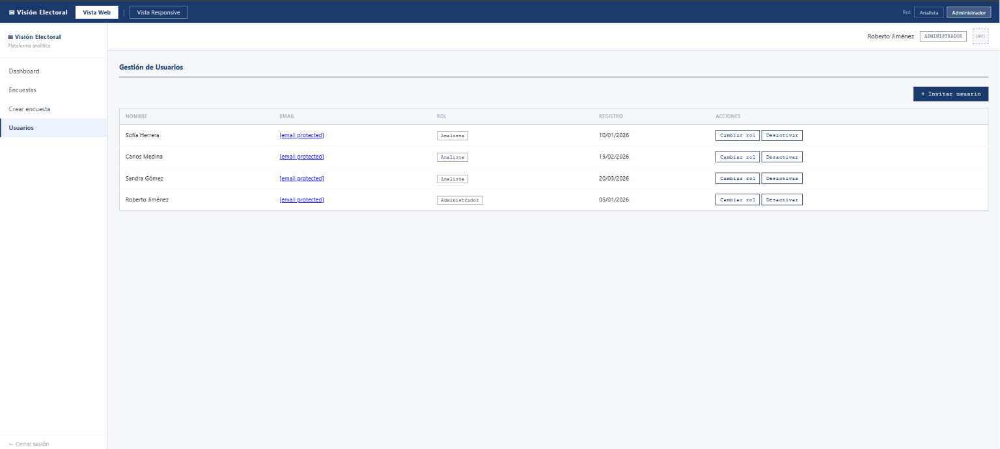 Visión Electoral Vista Web | Vista Responsive Rol: Analista Administrador
Visión Electoral
Plataforma analítica
Roberto Jiménez ADMINISTRADOR [AV]
Dashboard
Encuestas
Crear encuesta
Usuarios
Gestión de Usuarios
+ Invitar usuario
NOMBRE EMAIL ROL REGISTRO ACCIONES
Sofía Herrera [email protected] Analista 10/01/2026 Cambiar rol Desactivar
Carlos Medina [email protected] Analista 15/02/2026 Cambiar rol Desactivar
Sandra Gómez [email protected] Analista 20/03/2026 Cambiar rol Desactivar
Roberto Jiménez [email protected] Administrador 05/01/2026 Cambiar rol Desactivar
← Cerrar sesión